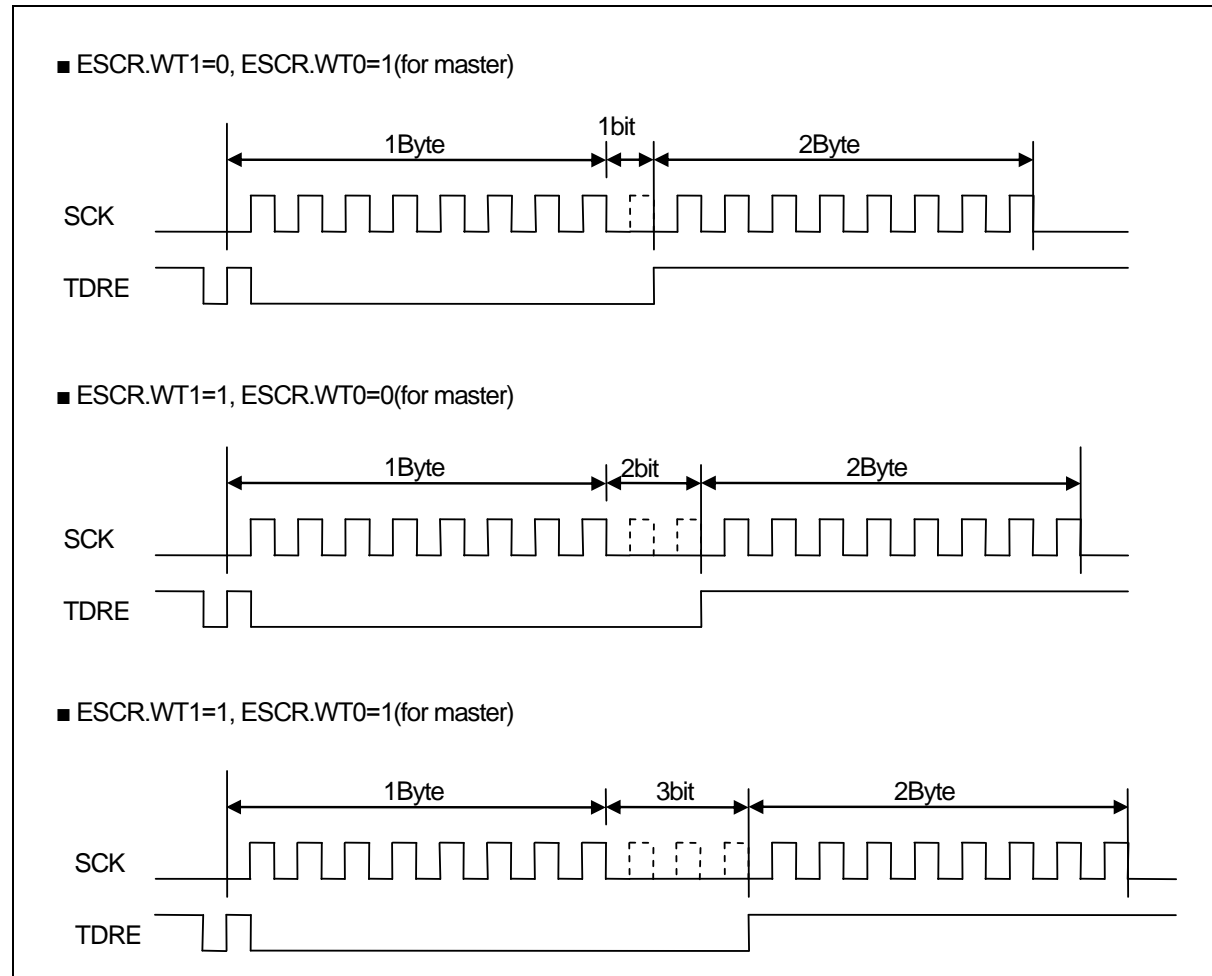 ■ ESCR.WT1=0, ESCR.WT0=1(for master)
1Byte 1bit 2Byte
SCK
TDRE
■ ESCR.WT1=1, ESCR.WT0=0(for master)
1Byte 2bit 2Byte
SCK
TDRE
■ ESCR.WT1=1, ESCR.WT0=1(for master)
1Byte 3bit 2Byte
SCK
TDRE